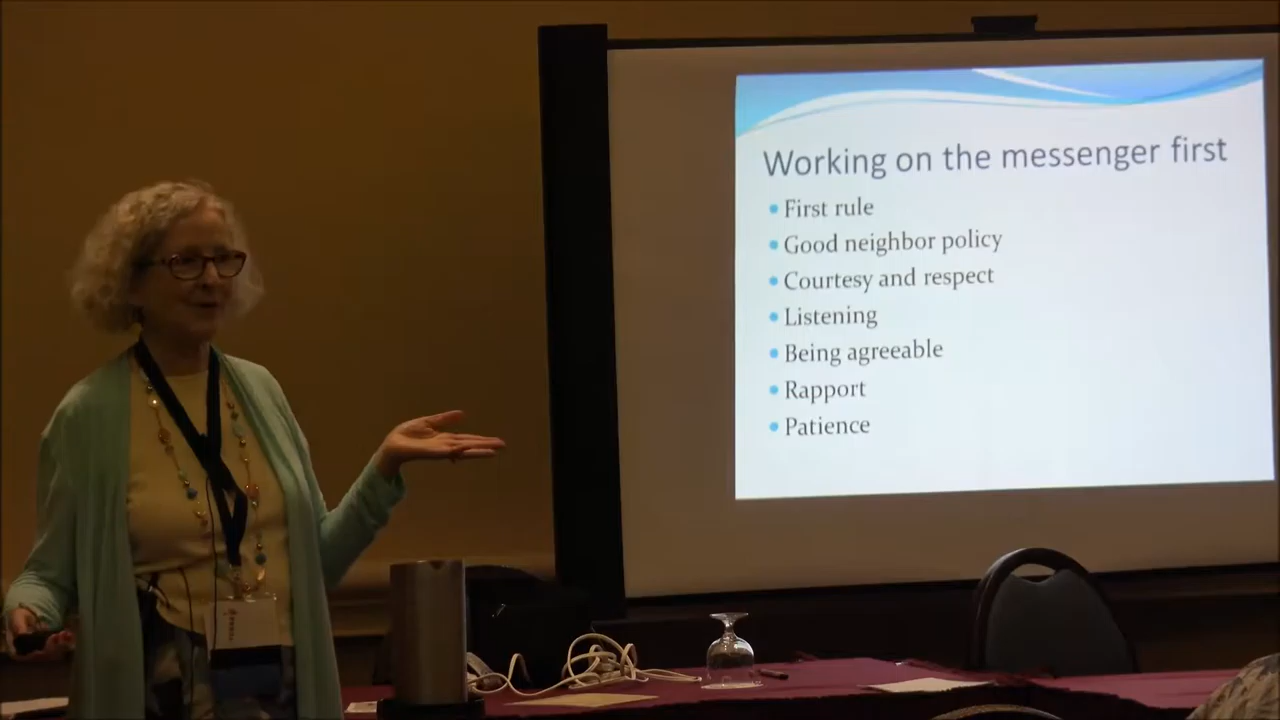 Working on the messenger first
First rule
Good neighbor policy
Courtesy and respect
Listening
Being agreeable
Rapport
Patience